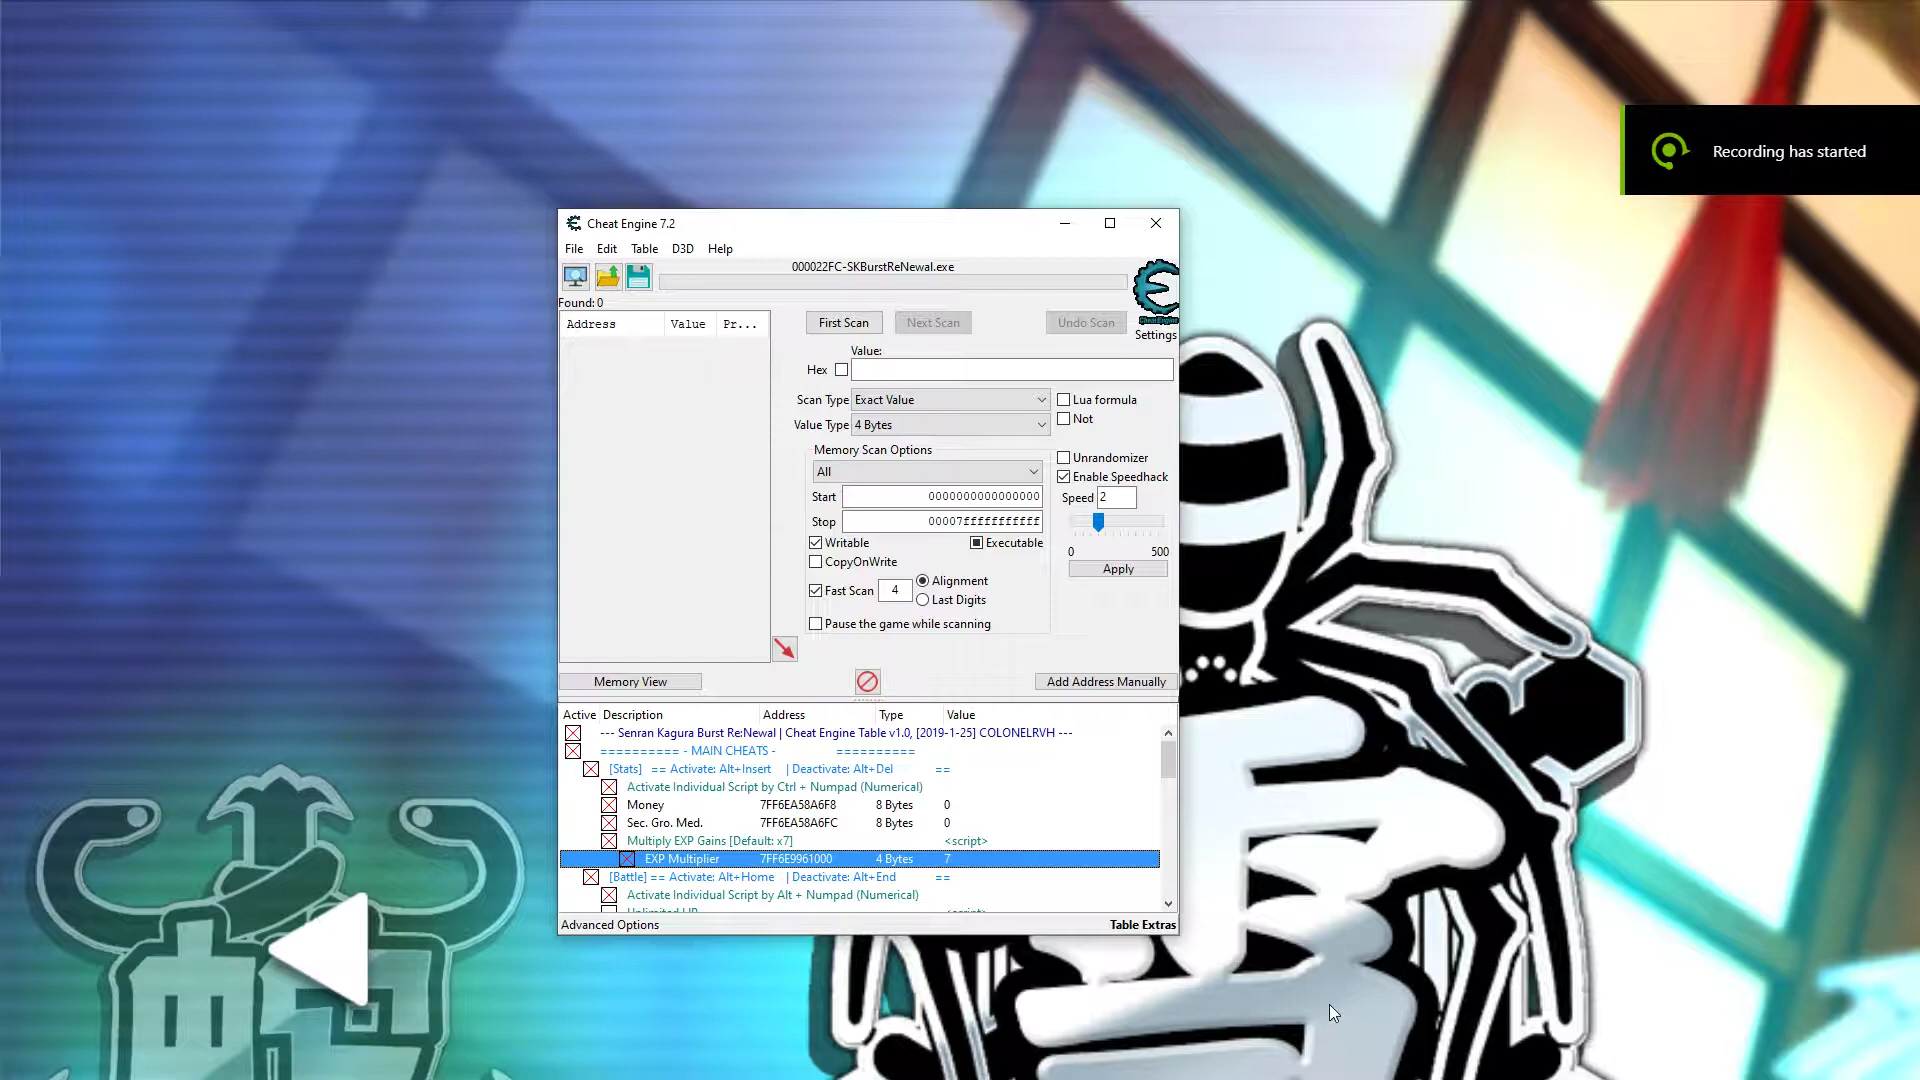 Recording has started
Cheat Engine 7.2
File Edit Table D3D Help
000022FC-SKBurstReNewal.exe
Found: 0
Address Value Pr...
First Scan Next Scan Undo Scan
Settings
Value:
Hex
Scan Type Exact Value Lua formula
Value Type 4 Bytes Not
Memory Scan Options
All
Unrandomizer
Enable Speedhack
Start 0000000000000000
Speed 2
Stop 00007fffffffffff
Writable Executable
0 500
CopyOnWrite
Apply
Fast Scan 4 Alignment
Last Digits
Pause the game while scanning
Memory View Add Address Manually
Active Description Address Type Value
--- Senran Kagura Burst Re:Newal | Cheat Engine Table v1.0, [2019-1-25] COLONELRVH ---
========== - MAIN CHEATS - ==========
[Stats] == Activate: Alt+Insert | Deactivate: Alt+Del ==
Activate Individual Script by Ctrl + Numpad (Numerical)
Money 7FF6EA58A6F8 8 Bytes 0
Sec. Gro. Med. 7FF6EA58A6FC 8 Bytes 0
Multiply EXP Gains [Default: x7] <script>
EXP Multiplier 7FF6E9961000 4 Bytes 7
[Battle] == Activate: Alt+Home | Deactivate: Alt+End ==
Activate Individual Script by Alt + Numpad (Numerical)
Advanced Options Table Extras